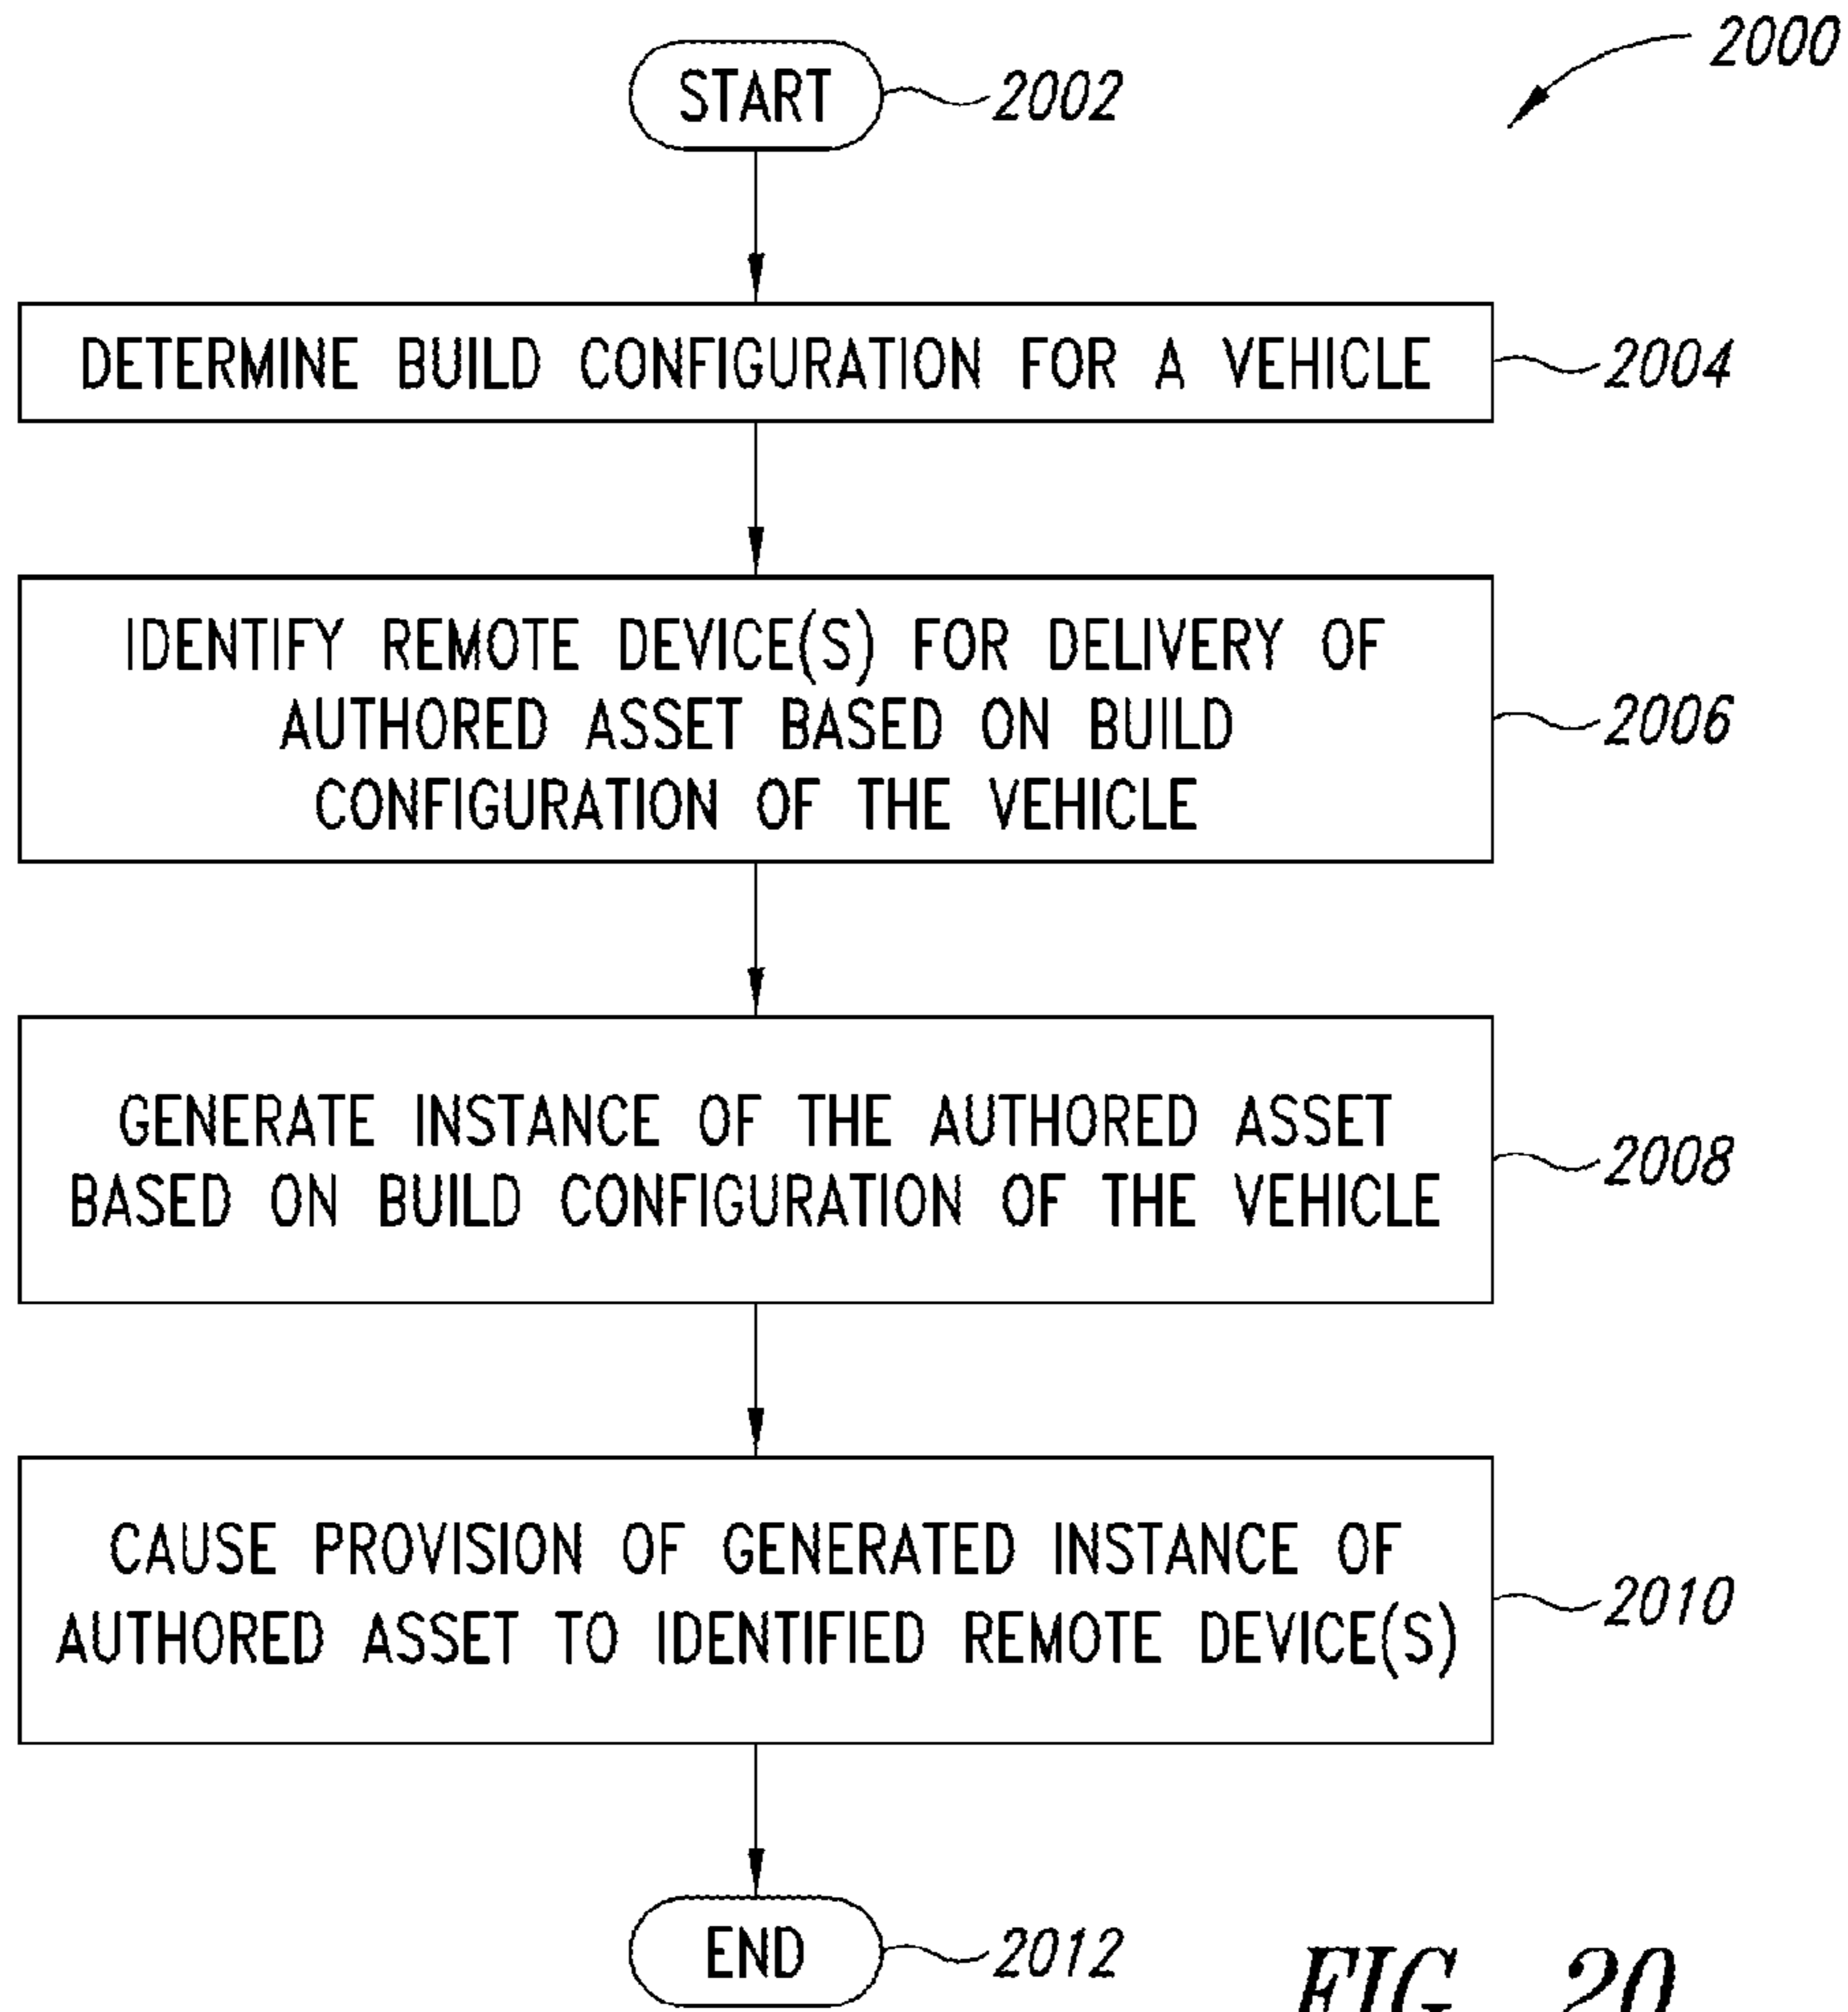 2000
START 2002
DETERMINE BUILD CONFIGURATION FOR A VEHICLE 2004
IDENTIFY REMOTE DEVICE(S) FOR DELIVERY OF
AUTHORED ASSET BASED ON BUILD
2006
CONFIGURATION OF THE VEHICLE
GENERATE INSTANCE OF THE AUTHORED ASSET
BASED ON BUILD CONFIGURATION OF THE VEHICLE
2008
CAUSE PROVISION OF GENERATED INSTANCE OF
AUTHORED ASSET TO IDENTIFIED REMOTE DEVICE(S)
2010
END 2012
FIG. 20